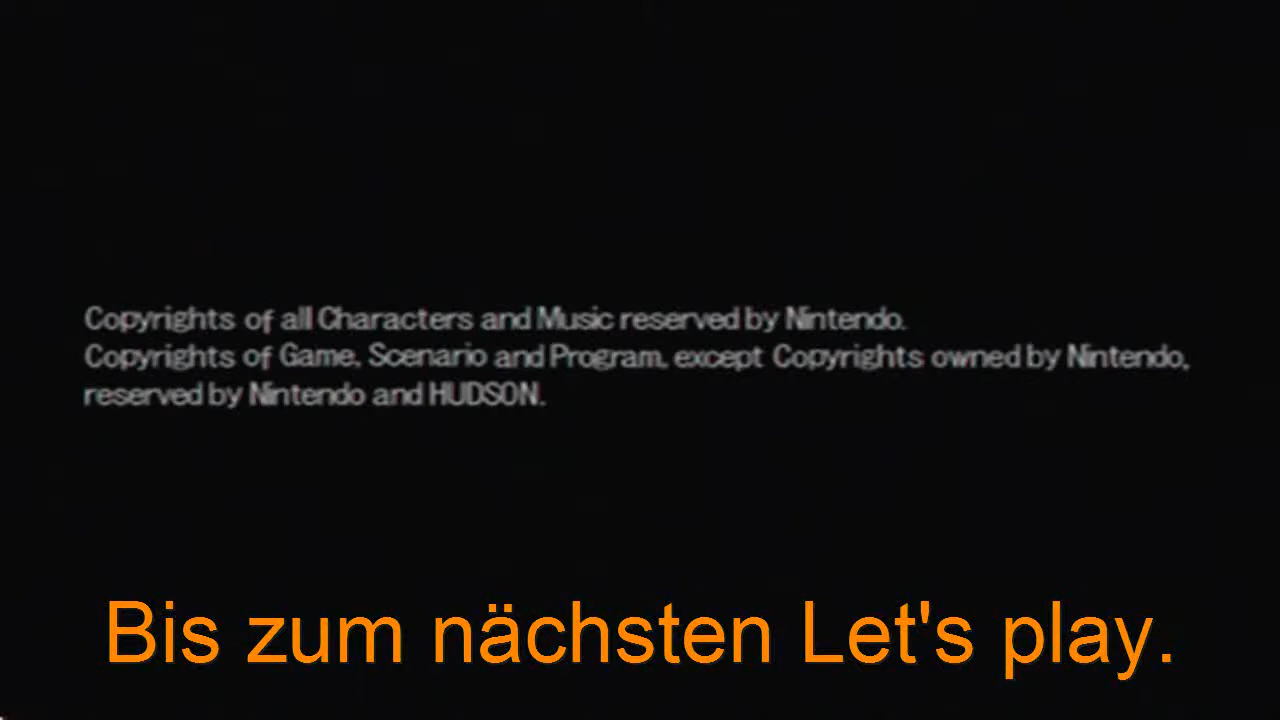 Copyrights of all Characters and Music reserved by Nintendo.
Copyrights of Game, Scenario and Program, except Copyrights owned by Nintendo,
reserved by Nintendo and HUDSON.
Bis zum nächsten Let's play.